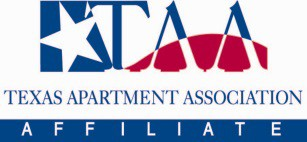 TAA
TEXAS APARTMENT ASSOCIATION
AFFILIATE